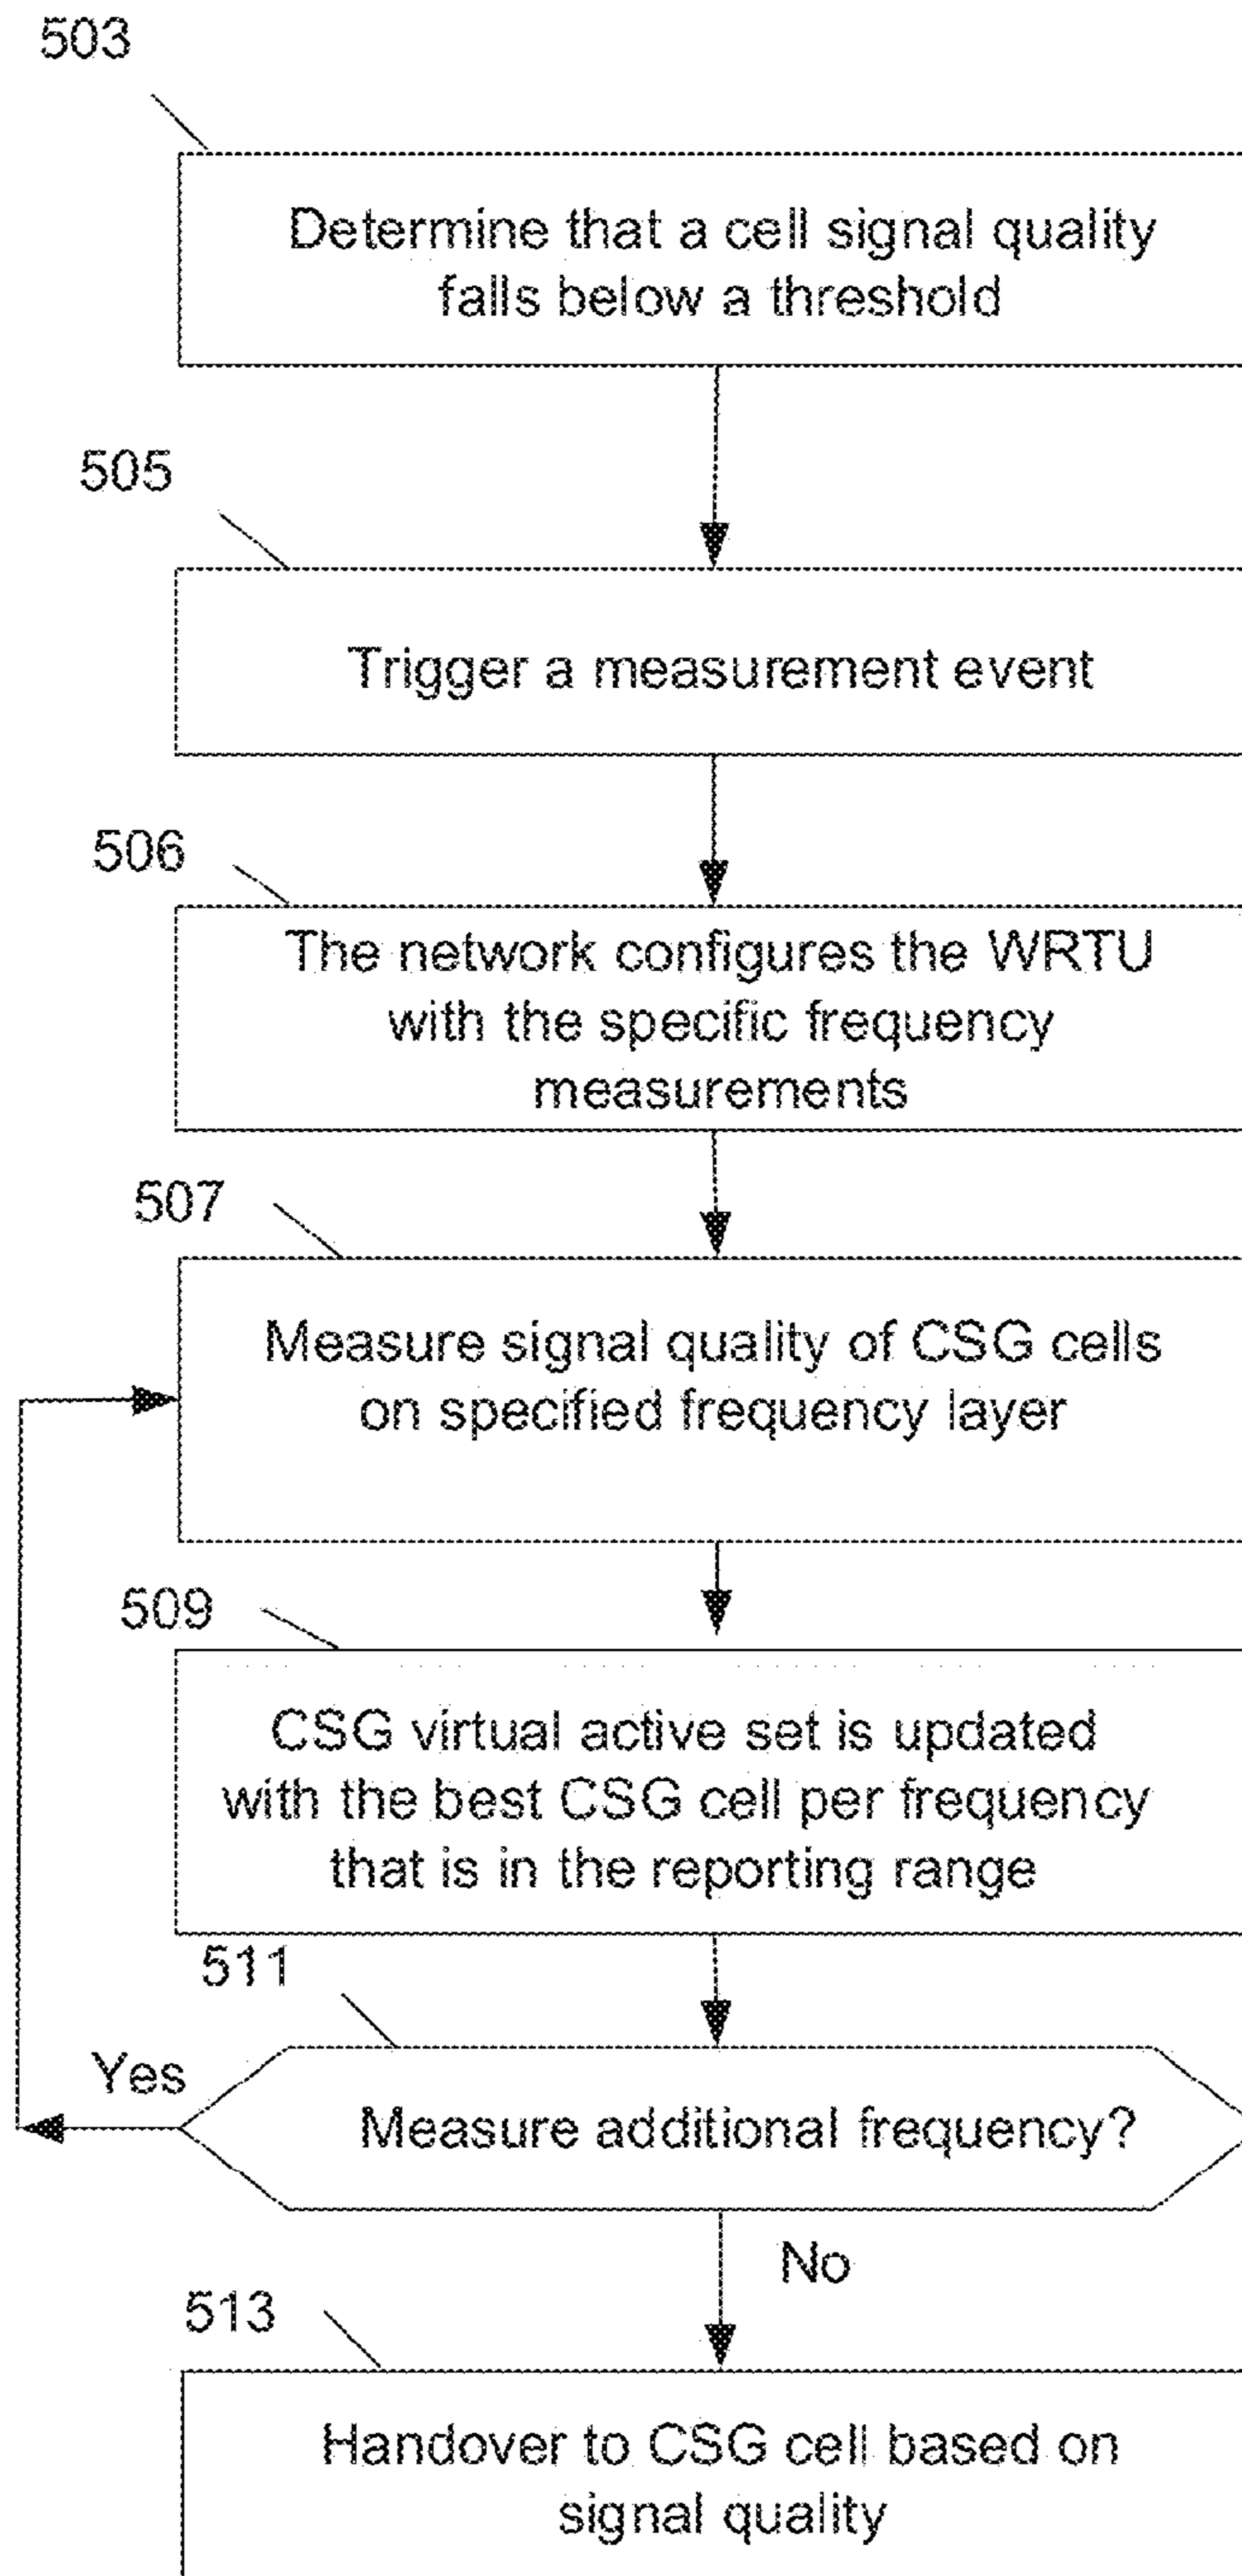 503
Determine that a cell signal quality
falls below a threshold
505
Trigger a measurement event
506
The network configures the WRTU
with the specific frequency
measurements
507
Measure signal quality of CSG cells
on specified frequency layer
509
CSG virtual active set is updated
with the best CSG cell per frequency
that is in the reporting range
511
Yes
Measure additional frequency?
No
513
Handover to CSG cell based on
signal quality